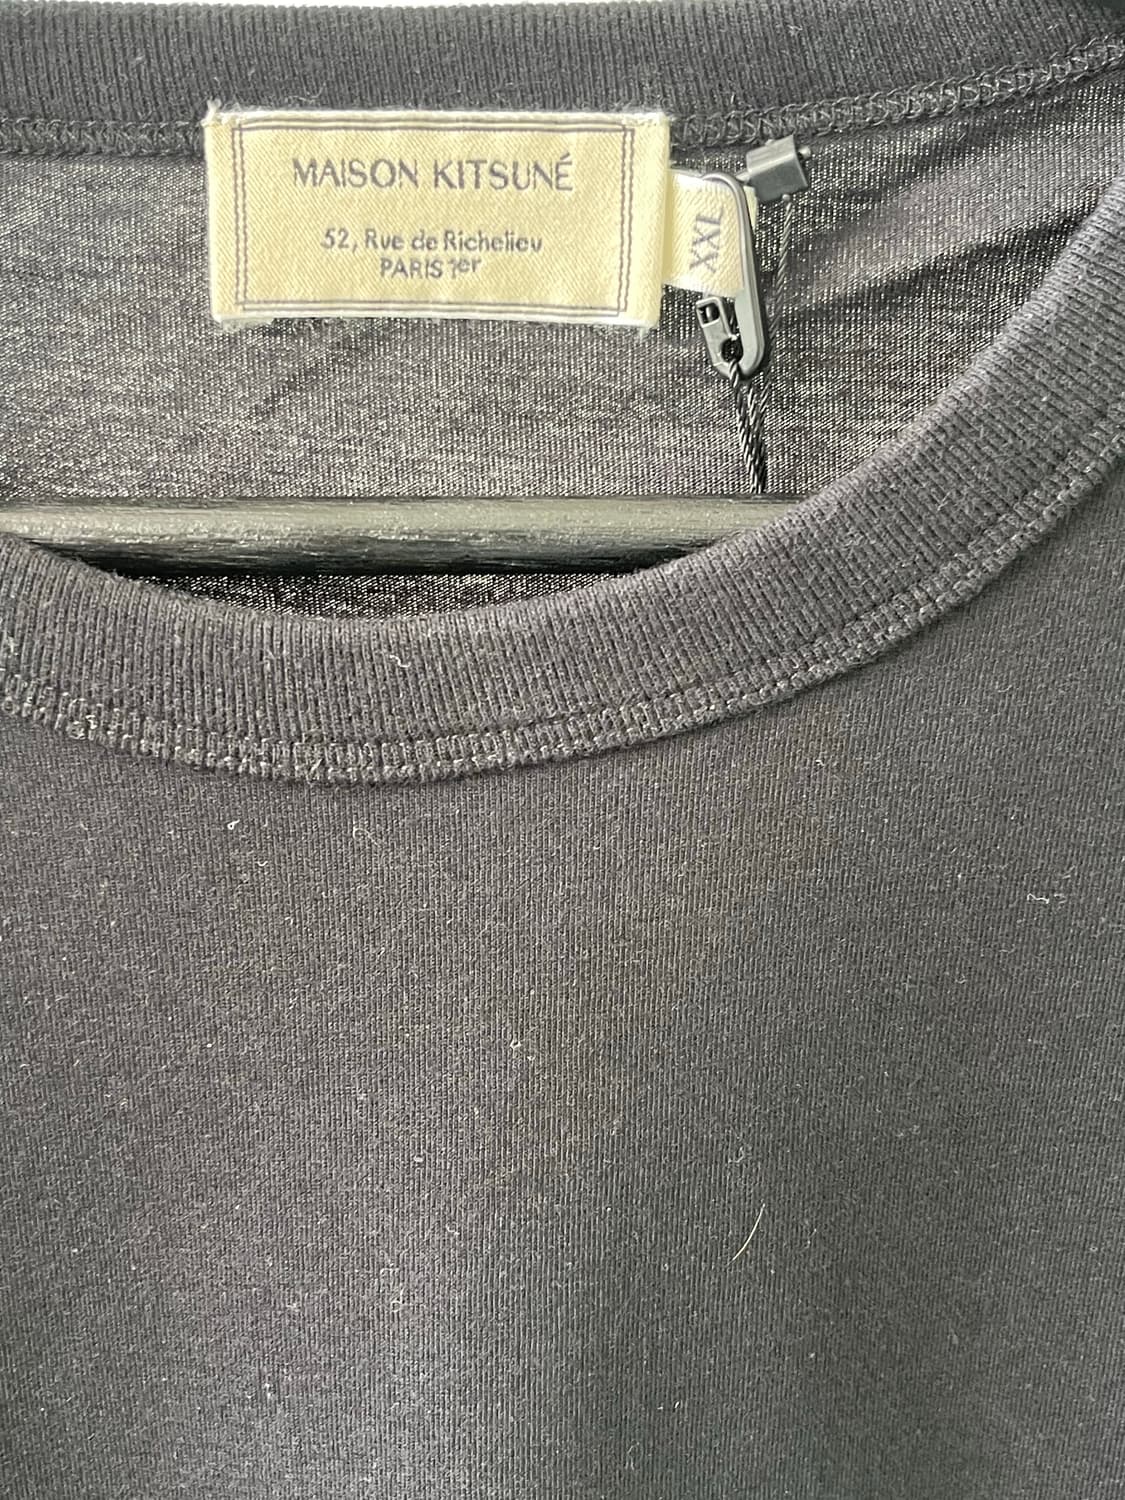 MAISON KITSUNÉ
52, Rue de Richelieu
PARIS 1er
XXL